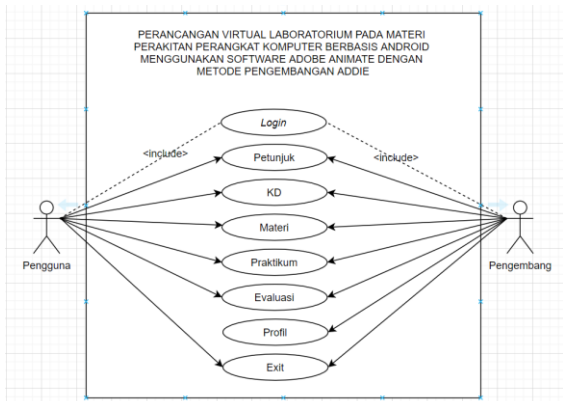 PERANCANGAN VIRTUAL LABORATORIUM PADA MATERI
PERAKITAN PERANGKAT KOMPUTER BERBASIS ANDROID
MENGGUNAKAN SOFTWARE ADOBE ANIMATE DENGAN
METODE PENGEMBANGAN ADDIE
Login
<include>
Petunjuk
<include>
KD
Materi
Pengguna
Praktikum
Pengembang
Evaluasi
Profil
Exit